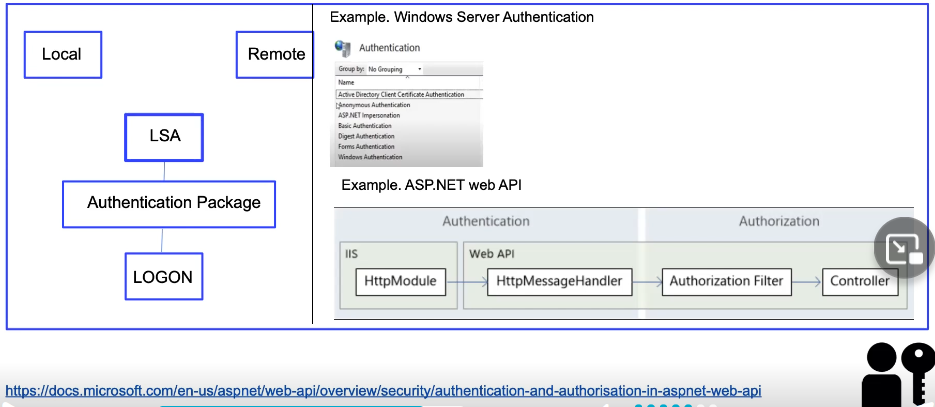 Local
Remote
LSA
Authentication Package
LOGON
Example. Windows Server Authentication
Authentication
Group by: No Grouping
Name
Active Directory Client Certificate Authentication
Anonymous Authentication
ASP.NET Impersonation
Basic Authentication
Digest Authentication
Forms Authentication
Windows Authentication
Example. ASP.NET web API
Authentication
Authorization
IIS
Web API
HttpModule
HttpMessageHandler
Authorization Filter
Controller
https://docs.microsoft.com/en-us/aspnet/web-api/overview/security/authentication-and-authorisation-in-aspnet-web-api